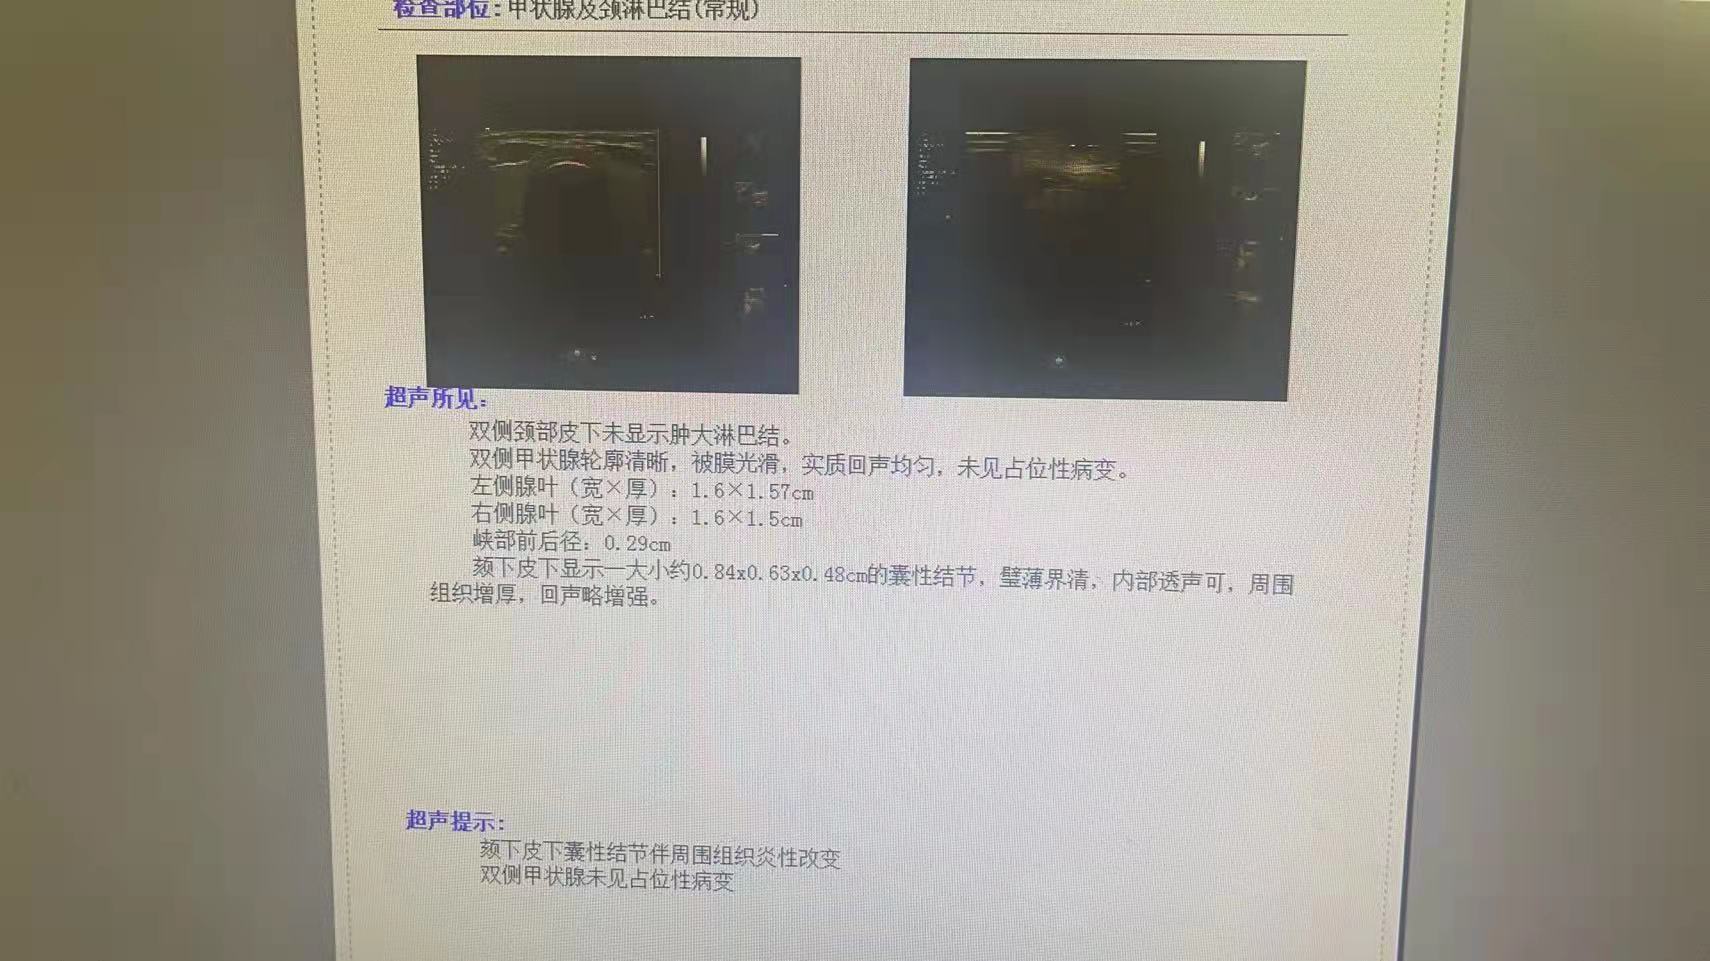 检查部位：甲状腺及颈淋巴结(常规)
超声所见：
双侧颈部皮下未显示肿大淋巴结。
双侧甲状腺轮廓清晰，被膜光滑，实质回声均匀，未见占位性病变。
左侧腺叶（宽×厚）：1.6×1.57cm
右侧腺叶（宽×厚）：1.6×1.5cm
峡部前后径：0.29cm
颏下皮下显示一大小约0.84x0.63x0.48cm的囊性结节，壁薄界清，内部透声可，周围
组织增厚，回声略增强。
超声提示：
颏下皮下囊性结节伴周围组织炎性改变
双侧甲状腺未见占位性病变